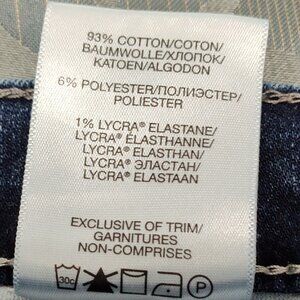 93% COTTON/COTON/
BAUMWOLLE/ХЛОПОК/
KATOEN/ALGODON
6% POLYESTER/ПОЛИЭСТЕР/
POLIESTER
1% LYCRA® ELASTANE/
LYCRA® ÉLASTHANNE/
LYCRA® ELASTHAN/
LYCRA® ЭЛАСТАН/
LYCRA® ELASTAAN
EXCLUSIVE OF TRIM/
GARNITURES
NON-COMPRISES
30c P